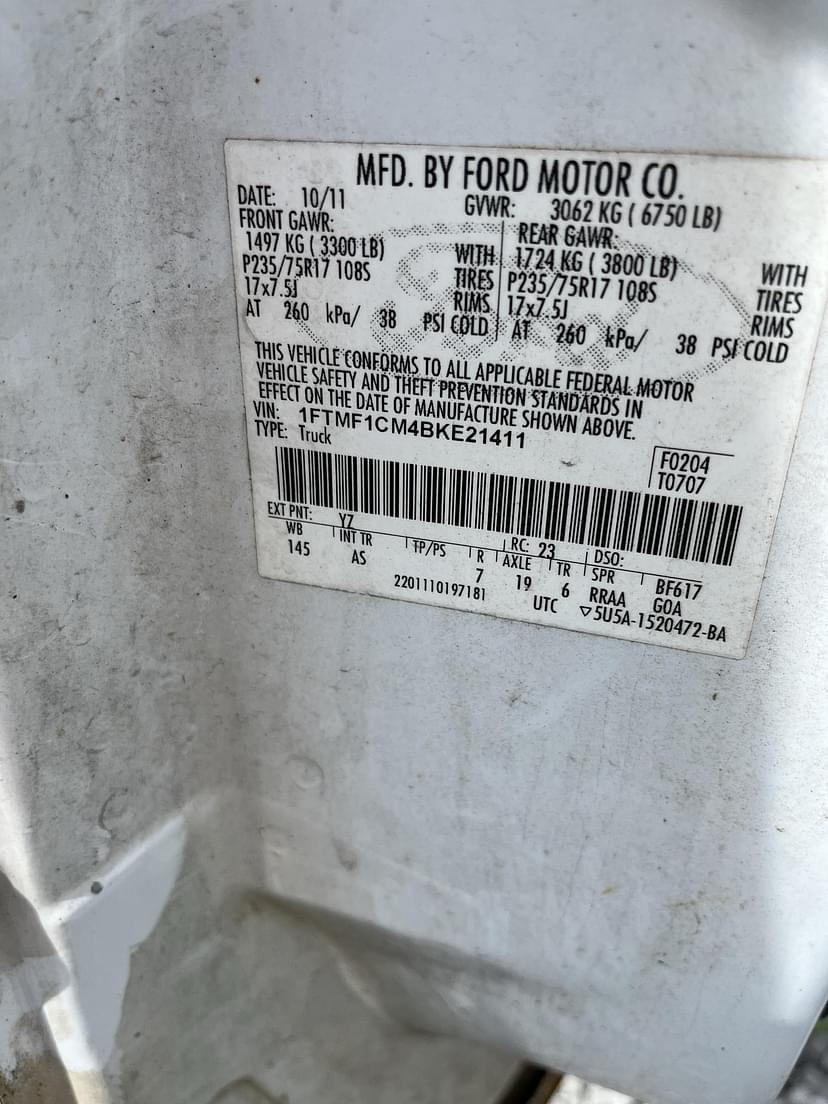 MFD. BY FORD MOTOR CO.
DATE: 10/11 GVWR: 3062 KG ( 6750 LB)
FRONT GAWR: REAR GAWR:
1497 KG ( 3300 LB) WITH 1724 KG ( 3800 LB) WITH
P235/75R17 108S TIRES P235/75R17 108S TIRES
17x7.5J RIMS 17x7.5J RIMS
AT 260 kPa/ 38 PSI COLD AT 260 kPa/ 38 PSI COLD
THIS VEHICLE CONFORMS TO ALL APPLICABLE FEDERAL MOTOR
VEHICLE SAFETY AND THEFT PREVENTION STANDARDS IN
EFFECT ON THE DATE OF MANUFACTURE SHOWN ABOVE.
VIN: 1FTMF1CM4BKE21411
TYPE: Truck
F0204
T0707
EXT PNT: YZ RC: 23 DSO: BF617
WB INT TR TP/PS R AXLE TR SPR
145 AS 7 19 6 RRAA GOA
2201110197181 UTC ▽5U5A-1520472-BA